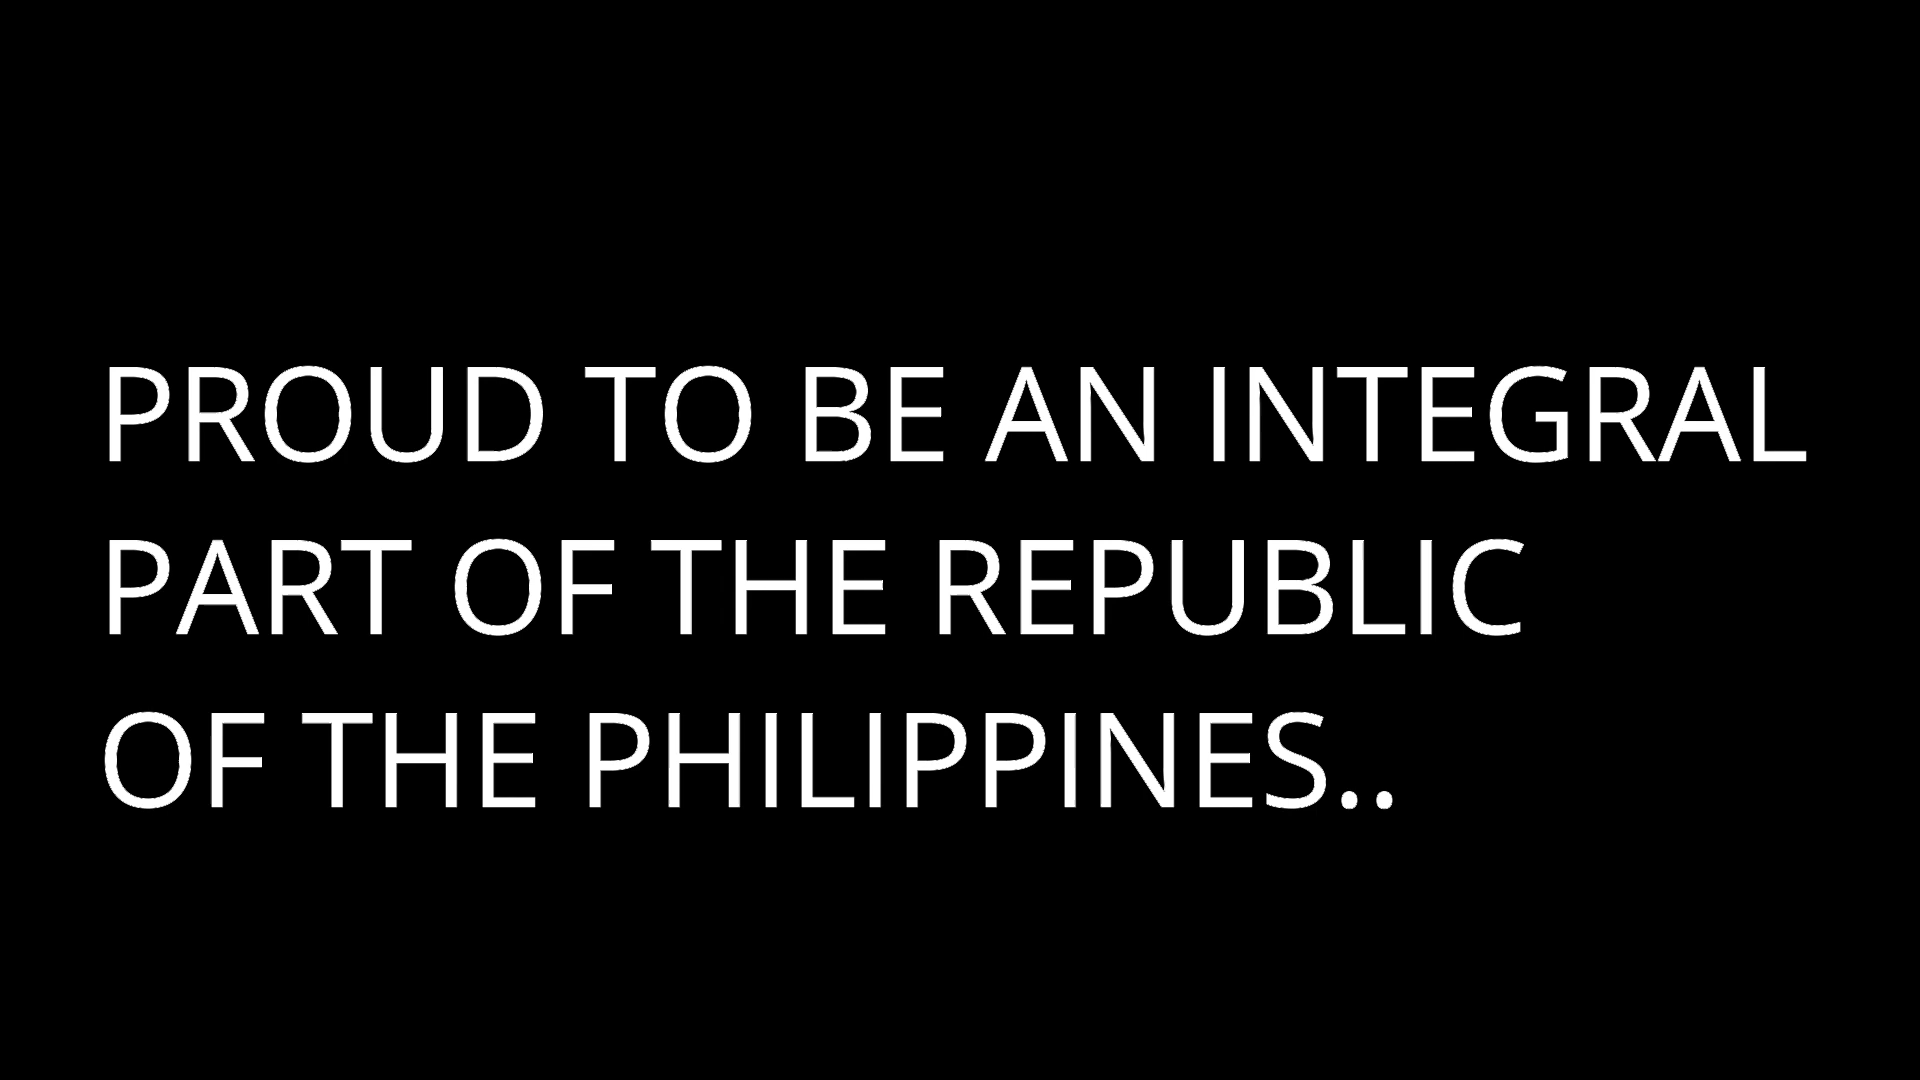 PROUD TO BE AN INTEGRAL
PART OF THE REPUBLIC
OF THE PHILIPPINES..